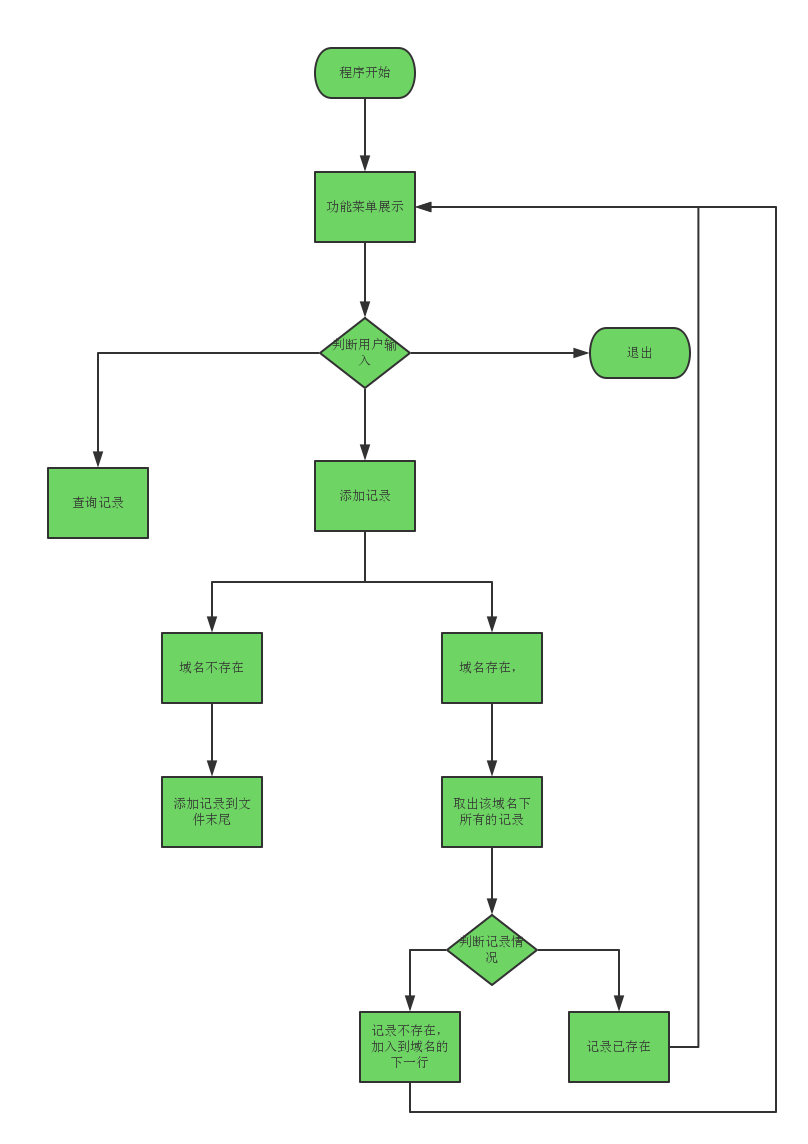 程序开始
功能菜单展示
判断用户输
入
退出
查询记录
添加记录
域名不存在
域名存在，
添加记录到文
件末尾
取出该域名下
所有的记录
判断记录情
况
记录不存在，
加入到域名的
下一行
记录已存在